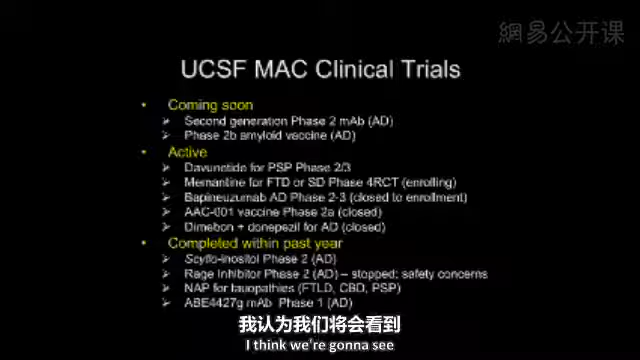 網易公开课
UCSF MAC Clinical Trials
• Coming soon
➢ Second generation Phase 2 mAb (AD)
➢ Phase 2b amyloid vaccine (AD)
• Active
➢ Davunetide for PSP Phase 2/3
➢ Memantine for FTD or SD Phase 4RCT (enrolling)
➢ Bapineuzumab AD Phase 2-3 (closed to enrollment)
➢ AAC-001 vaccine Phase 2a (closed)
➢ Dimebon + donepezil for AD (closed)
• Completed within past year
➢ Scyllo-inositol Phase 2 (AD)
➢ Rage Inhibitor Phase 2 (AD) – stopped; safety concerns
➢ NAP for tauopathies (FTLD, CBD, PSP)
➢ ABE4427g mAb Phase 1 (AD)
我认为我们将会看到
I think we're gonna see